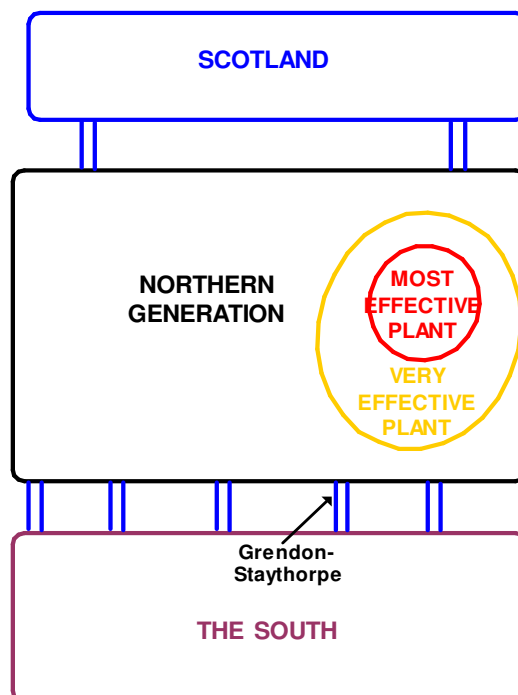 SCOTLAND
NORTHERN
GENERATION
MOST
EFFECTIVE
PLANT
VERY
EFFECTIVE
PLANT
Grendon-
Staythorpe
THE SOUTH